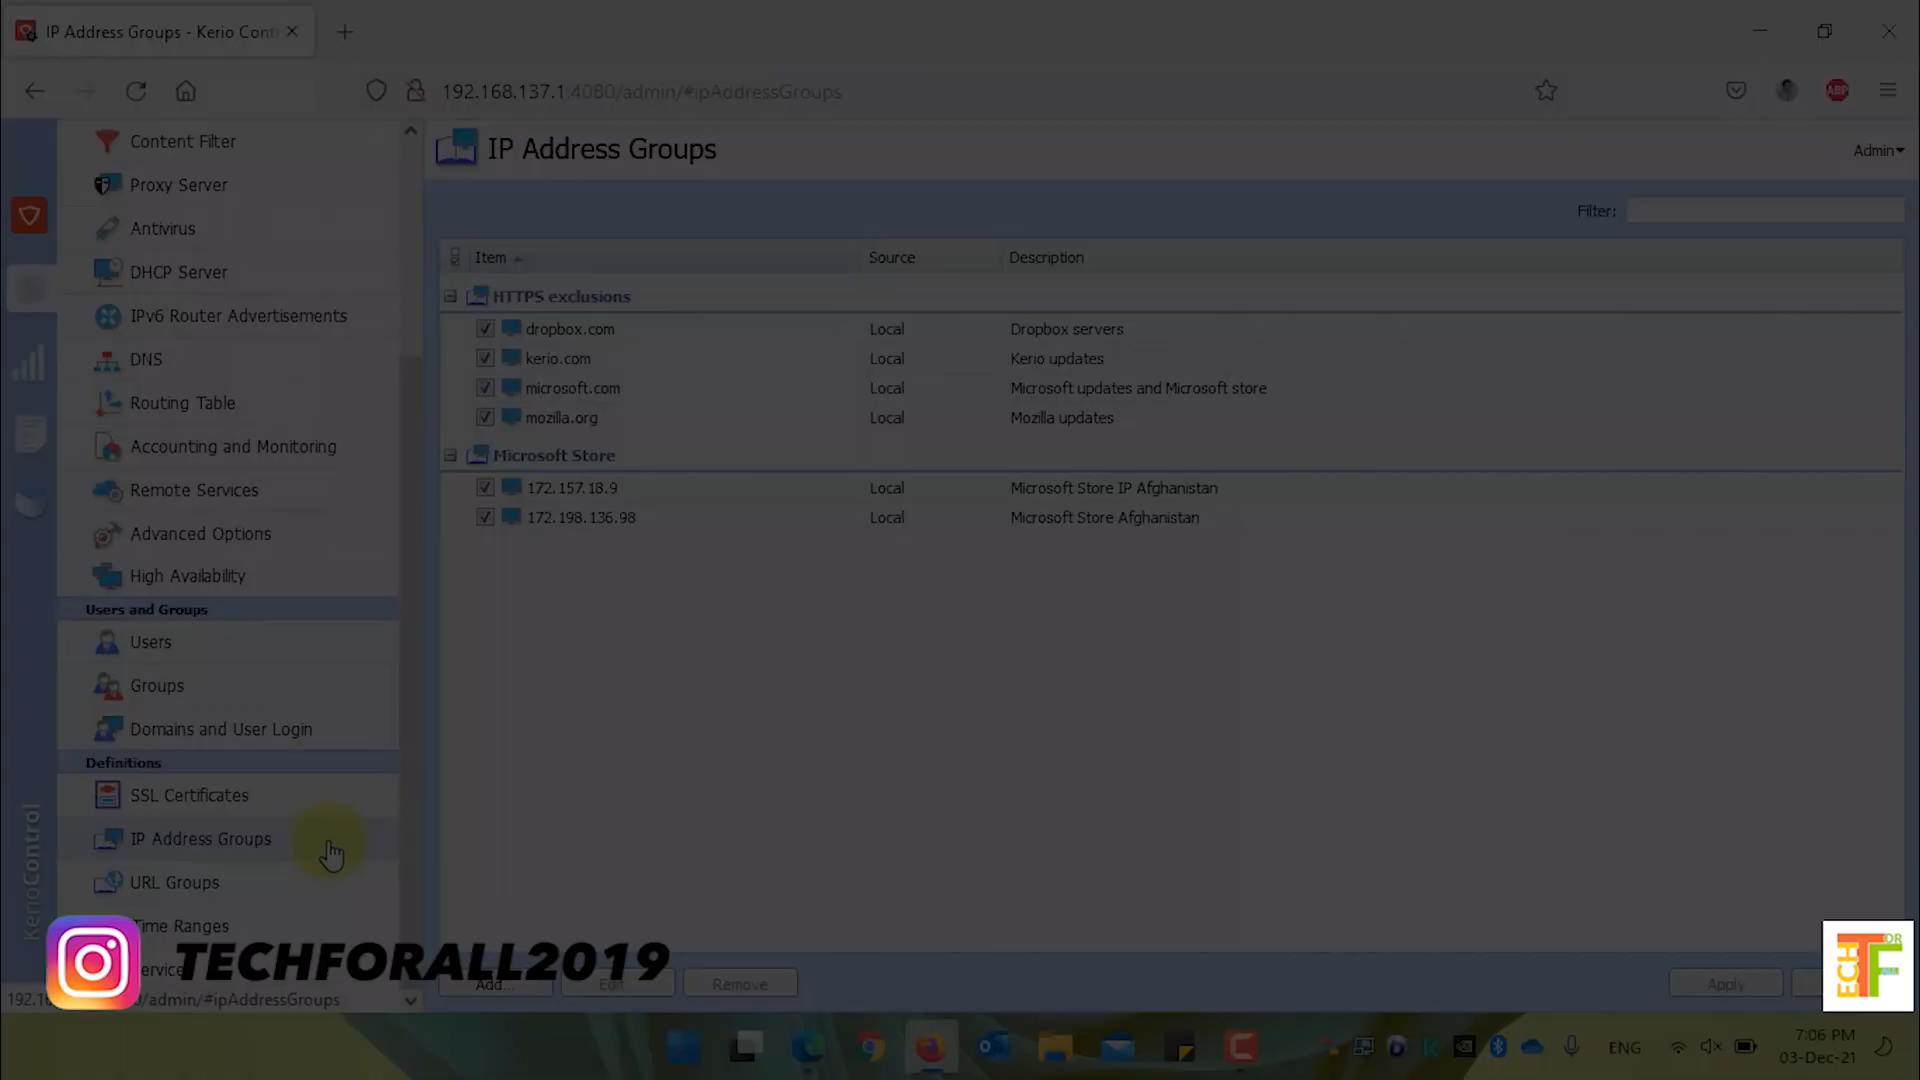 IP Address Groups - Kerio Cont
192.168.137.1:4080/admin/#ipAddressGroups
ABP
Content Filter
Proxy Server
Antivirus
DHCP Server
IPv6 Router Advertisements
DNS
Routing Table
Accounting and Monitoring
Remote Services
Advanced Options
High Availability
Users and Groups
Users
Groups
Domains and User Login
Definitions
SSL Certificates
IP Address Groups
URL Groups
Time Ranges
KerioControl
IP Address Groups
Admin
Filter:
Item Source Description
HTTPS exclusions
dropbox.com Local Dropbox servers
kerio.com Local Kerio updates
microsoft.com Local Microsoft updates and Microsoft store
mozilla.org Local Mozilla updates
Microsoft Store
172.157.18.9 Local Microsoft Store IP Afghanistan
172.198.136.98 Local Microsoft Store Afghanistan
TECHFORALL2019
Add... Edit... Remove Apply
/admin/#ipAddressGroups
TECH FOR ALL
ENG
7:06 PM
03-Dec-21